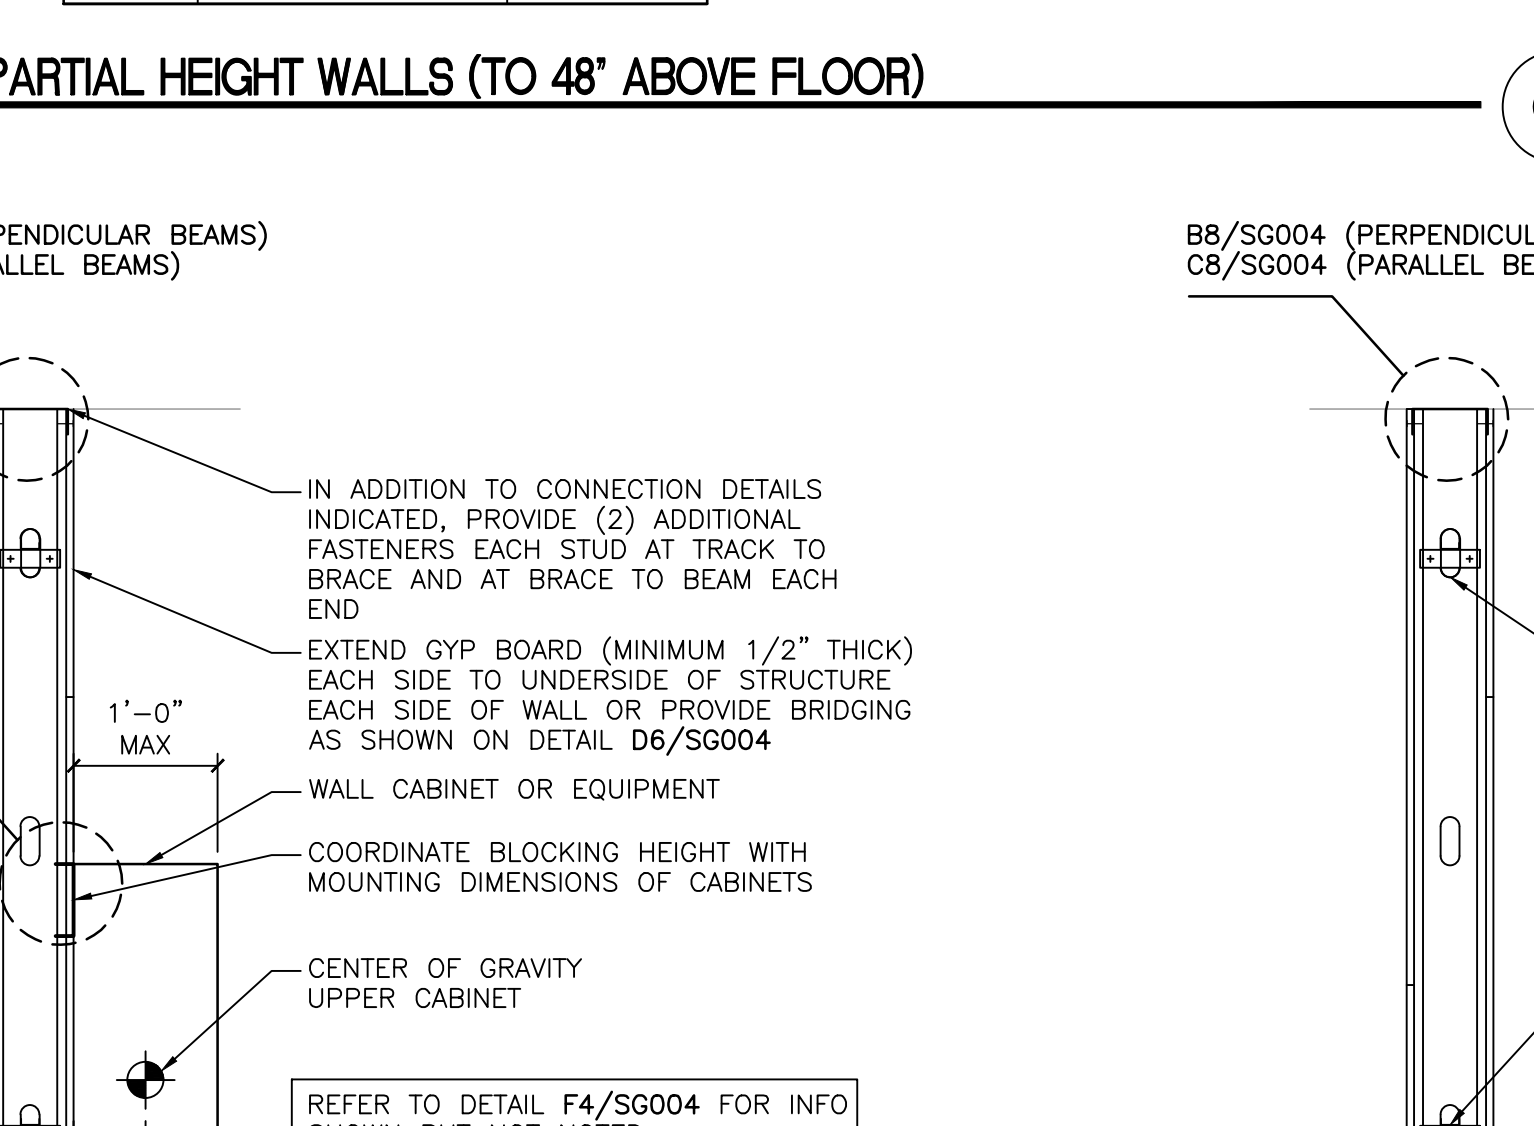 PARTIAL HEIGHT WALLS (TO 48" ABOVE FLOOR)
BEAMS)
BEAMS)
B8/SG004
C8/SG004 (PARALLEL
IN ADDITION TO CONNECTION DETAILS
INDICATED, PROVIDE (2) ADDITIONAL
FASTENERS EACH STUD AT TRACK TO
BRACE AND AT BRACE TO BEAM EACH
END
EXTEND GYP BOARD (MINIMUM 1/2" THICK)
EACH SIDE TO UNDERSIDE OF STRUCTURE
EACH SIDE OF WALL OR PROVIDE BRIDGING
AS SHOWN ON DETAIL D6/SG004
1'-0"
MAX
WALL CABINET OR EQUIPMENT
COORDINATE BLOCKING HEIGHT WITH
MOUNTING DIMENSIONS OF CABINETS
CENTER OF GRAVITY
UPPER CABINET
REFER TO DETAIL F4/SG004 FOR INFO